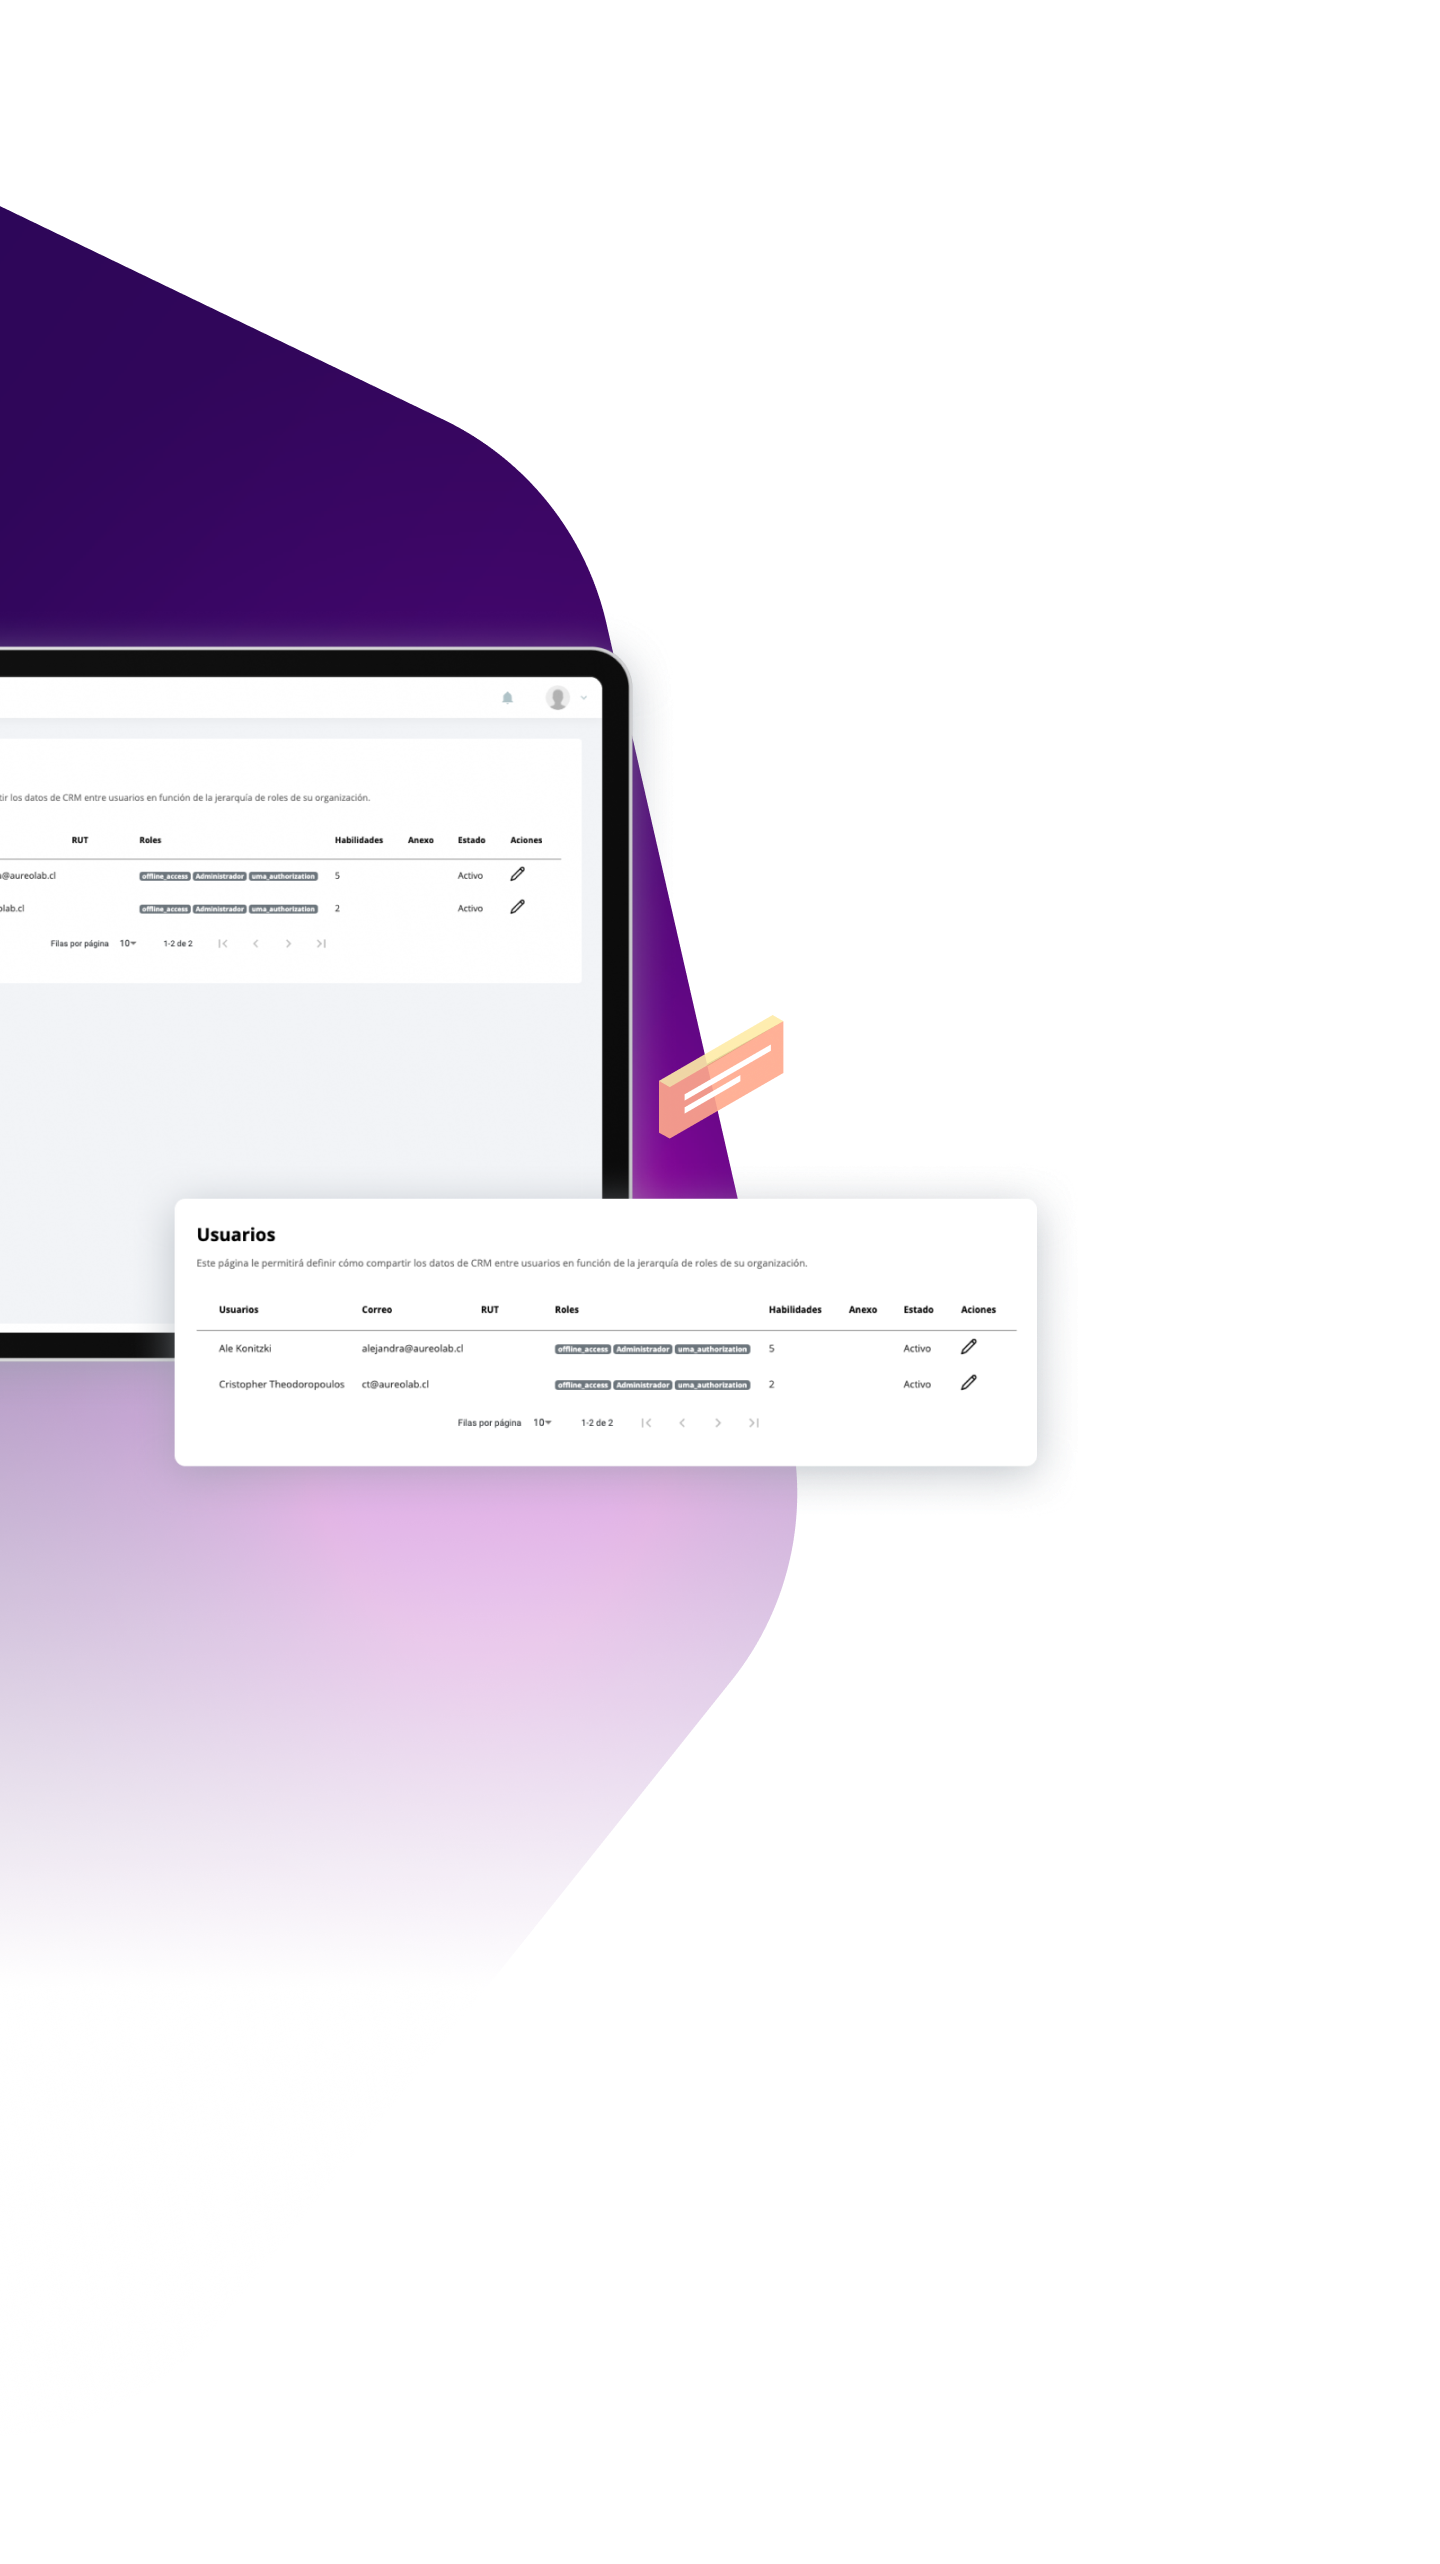 tir los datos de CRM entre usuarios en función de la jerarquía de roles de su organización.
RUT Roles Habilidades Anexo Estado Aciones
a@aureolab.cl offline_access Administrador uma_authorization 5 Activo
olab.cl offline_access Administrador uma_authorization 2 Activo
Filas por página 10 1-2 de 2
Usuarios
Este página le permitirá definir cómo compartir los datos de CRM entre usuarios en función de la jerarquía de roles de su organización.
Usuarios Correo RUT Roles Habilidades Anexo Estado Aciones
Ale Konitzki alejandra@aureolab.cl offline_access Administrador uma_authorization 5 Activo
Cristopher Theodoropoulos ct@aureolab.cl offline_access Administrador uma_authorization 2 Activo
Filas por página 10 1-2 de 2